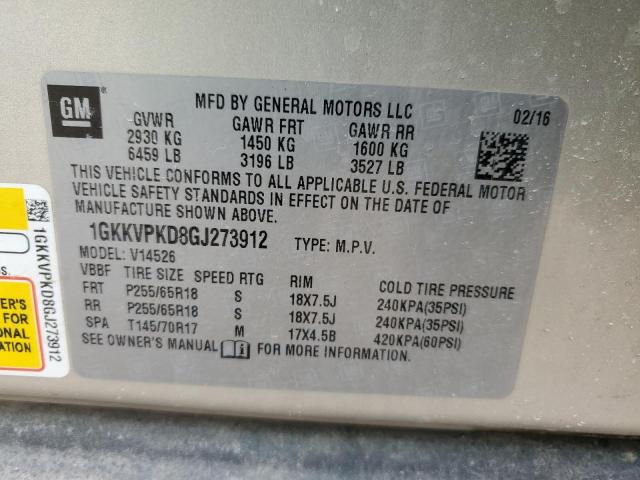 GM
MFD BY GENERAL MOTORS LLC
02/16
GVWR GAWR FRT GAWR RR
2930 KG 1450 KG 1600 KG
6459 LB 3196 LB 3527 LB
THIS VEHICLE CONFORMS TO ALL APPLICABLE U.S. FEDERAL MOTOR
VEHICLE SAFETY STANDARDS IN EFFECT ON THE DATE OF
MANUFACTURE SHOWN ABOVE.
1GKKVPKD8GJ273912 TYPE: M.P.V.
MODEL: V14526
VBBF TIRE SIZE SPEED RTG RIM COLD TIRE PRESSURE
FRT P255/65R18 S 18X7.5J 240KPA(35PSI)
RR P255/65R18 S 18X7.5J 240KPA(35PSI)
SPA T145/70R17 M 17X4.5B 420KPA(60PSI)
SEE OWNER'S MANUAL FOR MORE INFORMATION.
1GKKVPKD8GJ273912
ER'S
FOR
ONAL
ION